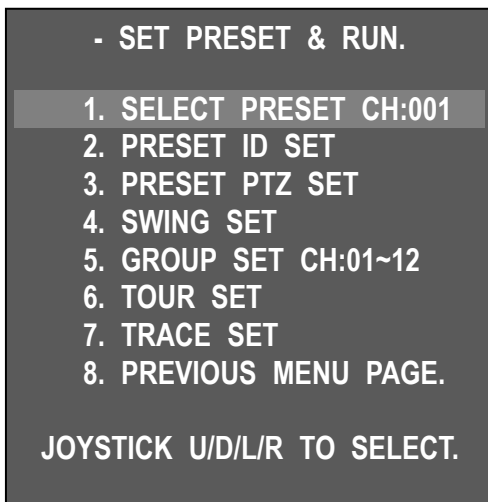 - SET PRESET & RUN.
1. SELECT PRESET CH:001
2. PRESET ID SET
3. PRESET PTZ SET
4. SWING SET
5. GROUP SET CH:01~12
6. TOUR SET
7. TRACE SET
8. PREVIOUS MENU PAGE.
JOYSTICK U/D/L/R TO SELECT.